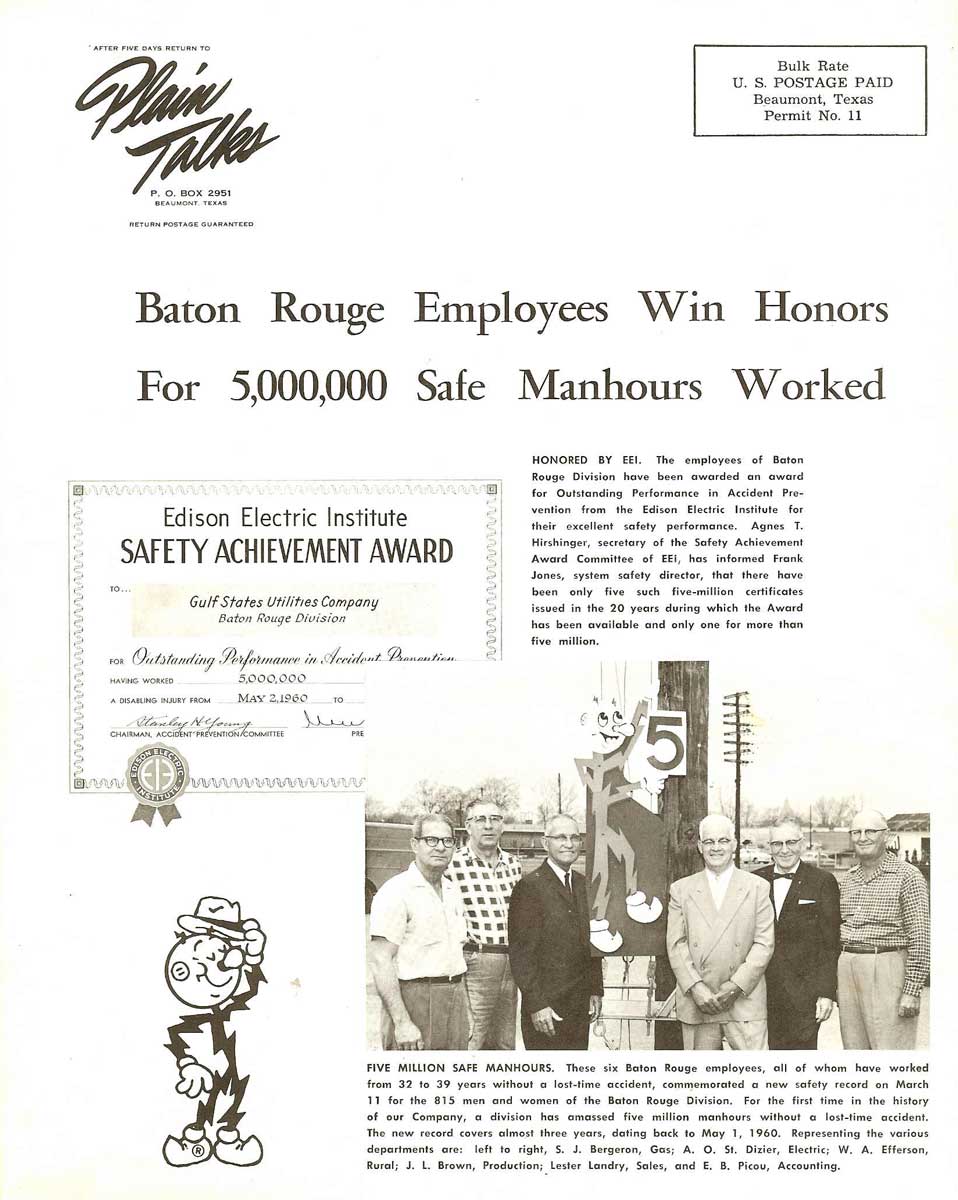 AFTER FIVE DAYS RETURN TO
Plain
Talks
P. O. BOX 2951
BEAUMONT, TEXAS
RETURN POSTAGE GUARANTEED
Bulk Rate
U. S. POSTAGE PAID
Beaumont, Texas
Permit No. 11
Baton Rouge Employees Win Honors
For 5,000,000 Safe Manhours Worked
HONORED BY EEI. The employees of Baton
Rouge Division have been awarded an award
for Outstanding Performance in Accident Pre-
vention from the Edison Electric Institute for
their excellent safety performance. Agnes T.
Hirshinger, secretary of the Safety Achievement
Award Committee of EEI, has informed Frank
Jones, system safety director, that there have
been only five such five-million certificates
issued in the 20 years during which the Award
has been available and only one for more than
five million.
Edison Electric Institute
SAFETY ACHIEVEMENT AWARD
TO...
Gulf States Utilities Company
Baton Rouge Division
FOR Outstanding Performance in Accident Prevention
HAVING WORKED 5,000,000
A DISABLING INJURY FROM MAY 2, 1960 TO
Stanley H. Young
CHAIRMAN, ACCIDENT PREVENTION COMMITTEE PRE
EDISON ELECTRIC
EEI
INSTITUTE
5
R
FIVE MILLION SAFE MANHOURS. These six Baton Rouge employees, all of whom have worked
from 32 to 39 years without a lost-time accident, commemorated a new safety record on March
11 for the 815 men and women of the Baton Rouge Division. For the first time in the history
of our Company, a division has amassed five million manhours without a lost-time accident.
The new record covers almost three years, dating back to May 1, 1960. Representing the various
departments are: left to right, S. J. Bergeron, Gas; A. O. St. Dizier, Electric; W. A. Efferson,
Rural; J. L. Brown, Production; Lester Landry, Sales, and E. B. Picou, Accounting.